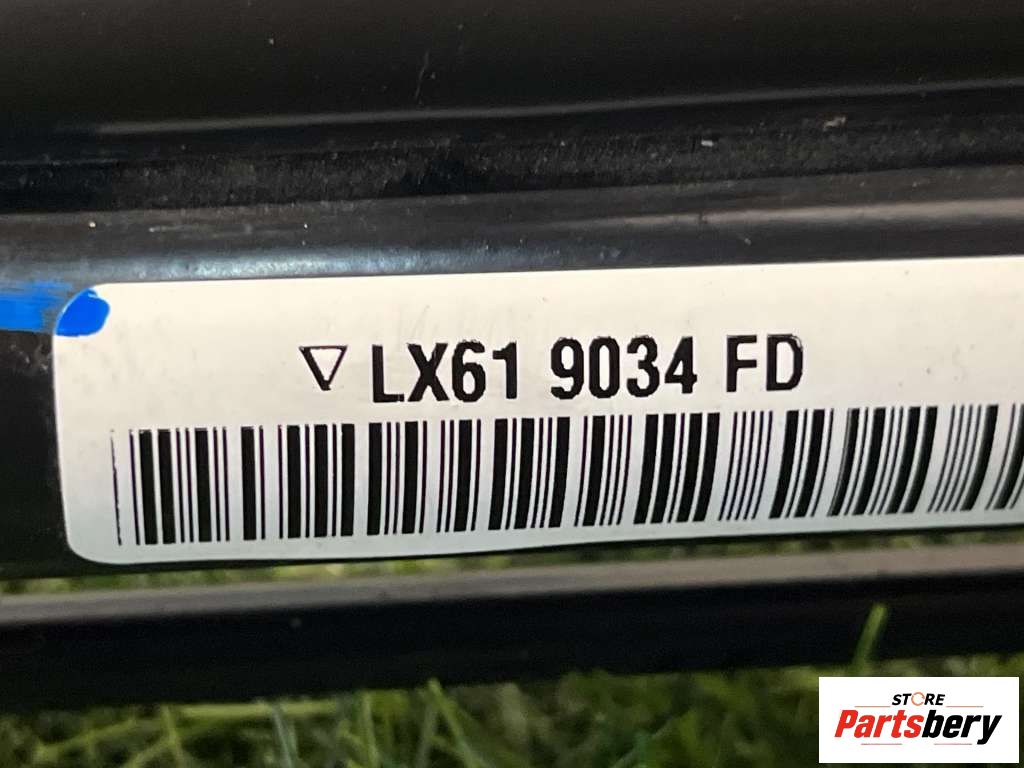 LX61 9034 FD
STORE
Partsbery